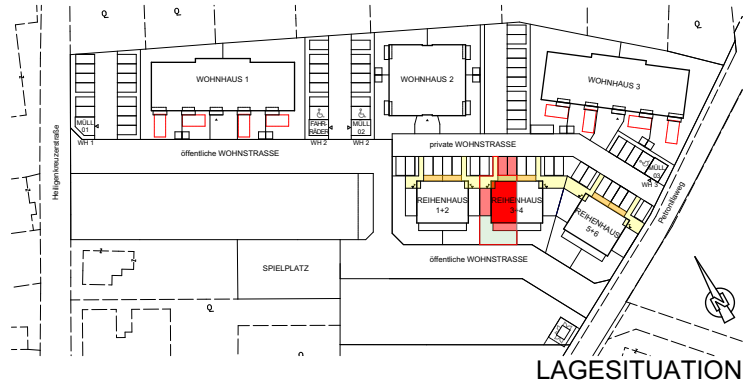 WOHNHAUS 1
WOHNHAUS 2
WOHNHAUS 3
MÜLL
01
WH 1
FAHR-
RÄDER
WH 2
MÜLL
02
WH 2
MÜLL
03
WH 3
öffentliche WOHNSTRASSE
private WOHNSTRASSE
Heiligenkreuzerstraße
REIHENHAUS
1+2
REIHENHAUS
3+4
REIHENHAUS
5+6
Petronillaweg
SPIELPLATZ
öffentliche WOHNSTRASSE
N
LAGESITUATION